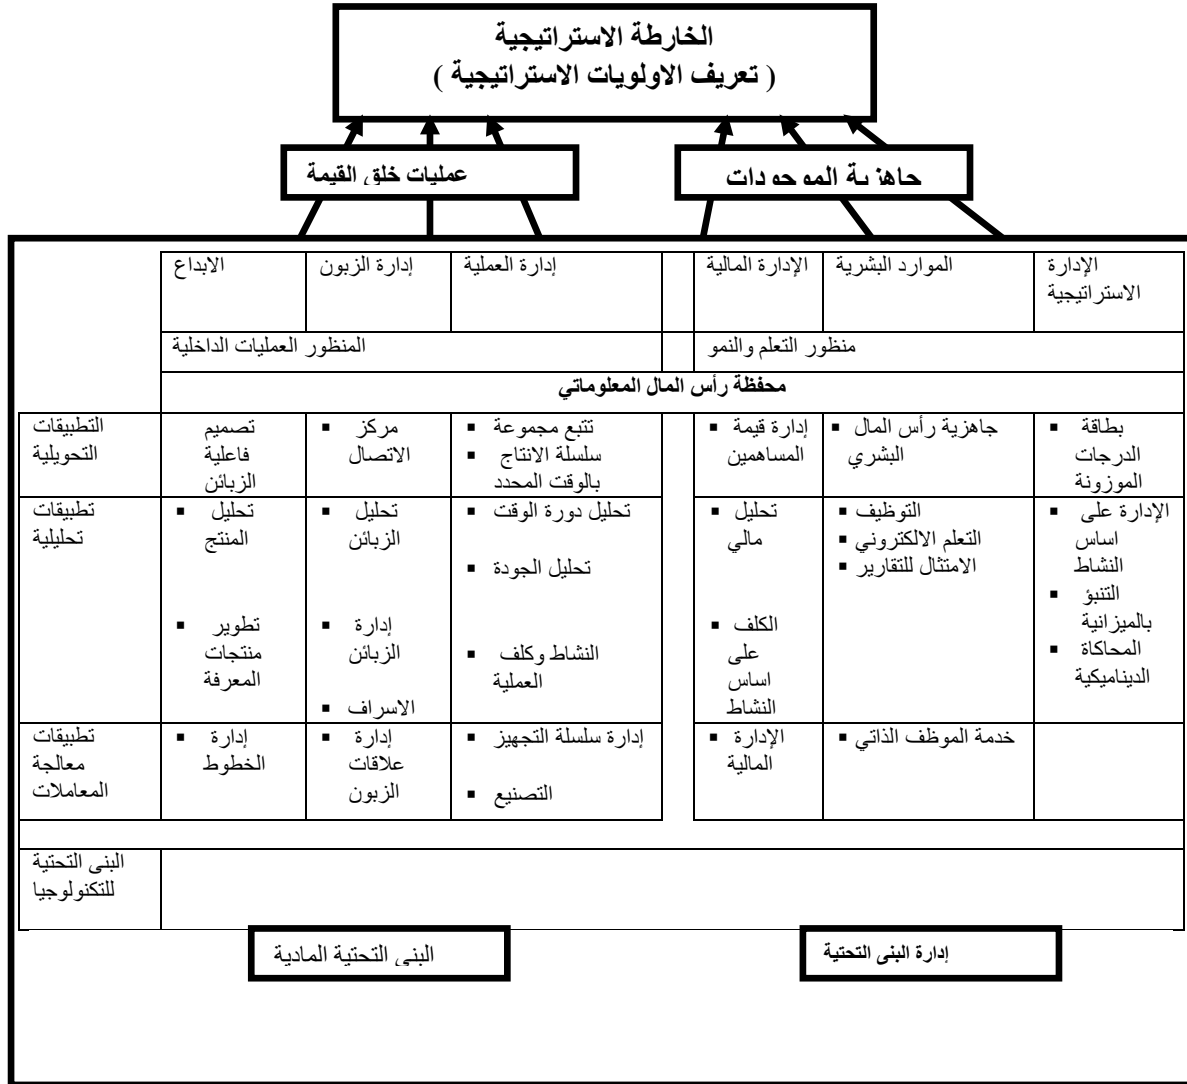 الخارطة الاستراتيجية
( تعريف الاولويات الاستراتيجية )
جاهزية الموجودات
عمليات خلق القيمة
الإدارة
الاستراتيجية
الموارد البشرية
الإدارة المالية
إدارة العملية
إدارة الزبون
الابداع
منظور التعلم والنمو
المنظور العمليات الداخلية
محفظة رأس المال المعلوماتي
▪ بطاقة
الدرجات
الموزونة
▪ جاهزية رأس المال
البشري
▪ إدارة قيمة
المساهمين
▪ تتبع مجموعة
▪ سلسلة الانتاج
بالوقت المحدد
▪ مركز
الاتصال
تصميم
فاعلية
الزبائن
التطبيقات
التحويلية
▪ الإدارة على
اساس
النشاط
▪ التنبؤ
بالميزانية
▪ المحاكاة
الديناميكية
▪ التوظيف
▪ التعلم الالكتروني
▪ الامتثال للتقارير
▪ تحليل
مالي
▪ الكلف
على
اساس
النشاط
▪ تحليل دورة الوقت
▪ تحليل الجودة
▪ النشاط وكلف
العملية
▪ تحليل
الزبائن
▪ إدارة
الزبائن
▪ الاسراف
▪ تحليل
المنتج
▪ تطوير
منتجات
المعرفة
تطبيقات
تحليلية
▪ خدمة الموظف الذاتي
▪ الإدارة
المالية
▪ إدارة سلسلة التجهيز
▪ التصنيع
▪ إدارة
علاقات
الزبون
▪ إدارة
الخطوط
تطبيقات
معالجة
المعاملات
البنى التحتية
للتكنولوجيا
إدارة البنى التحتية
البنى التحتية المادية